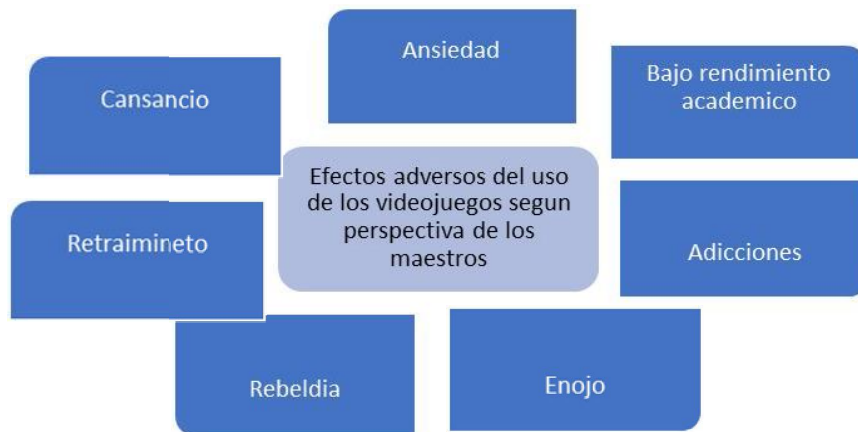 Ansiedad
Bajo rendimiento
academico
Cansancio
Efectos adversos del uso
de los videojuegos segun
perspectiva de los
maestros
Adicciones
Retraimineto
Rebeldia
Enojo